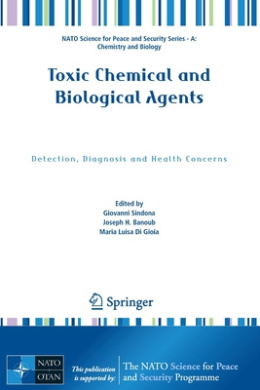 NATO Science for Peace and Security Series - A:
Chemistry and Biology
Toxic Chemical and
Biological Agents
Detection, Diagnosis and Health Concerns
Edited by
Giovanni Sindona
Joseph H. Banoub
Maria Luisa Di Gioia
Springer
NATO
OTAN
This publication
is supported by:
The NATO Science for Peace
and Security Programme